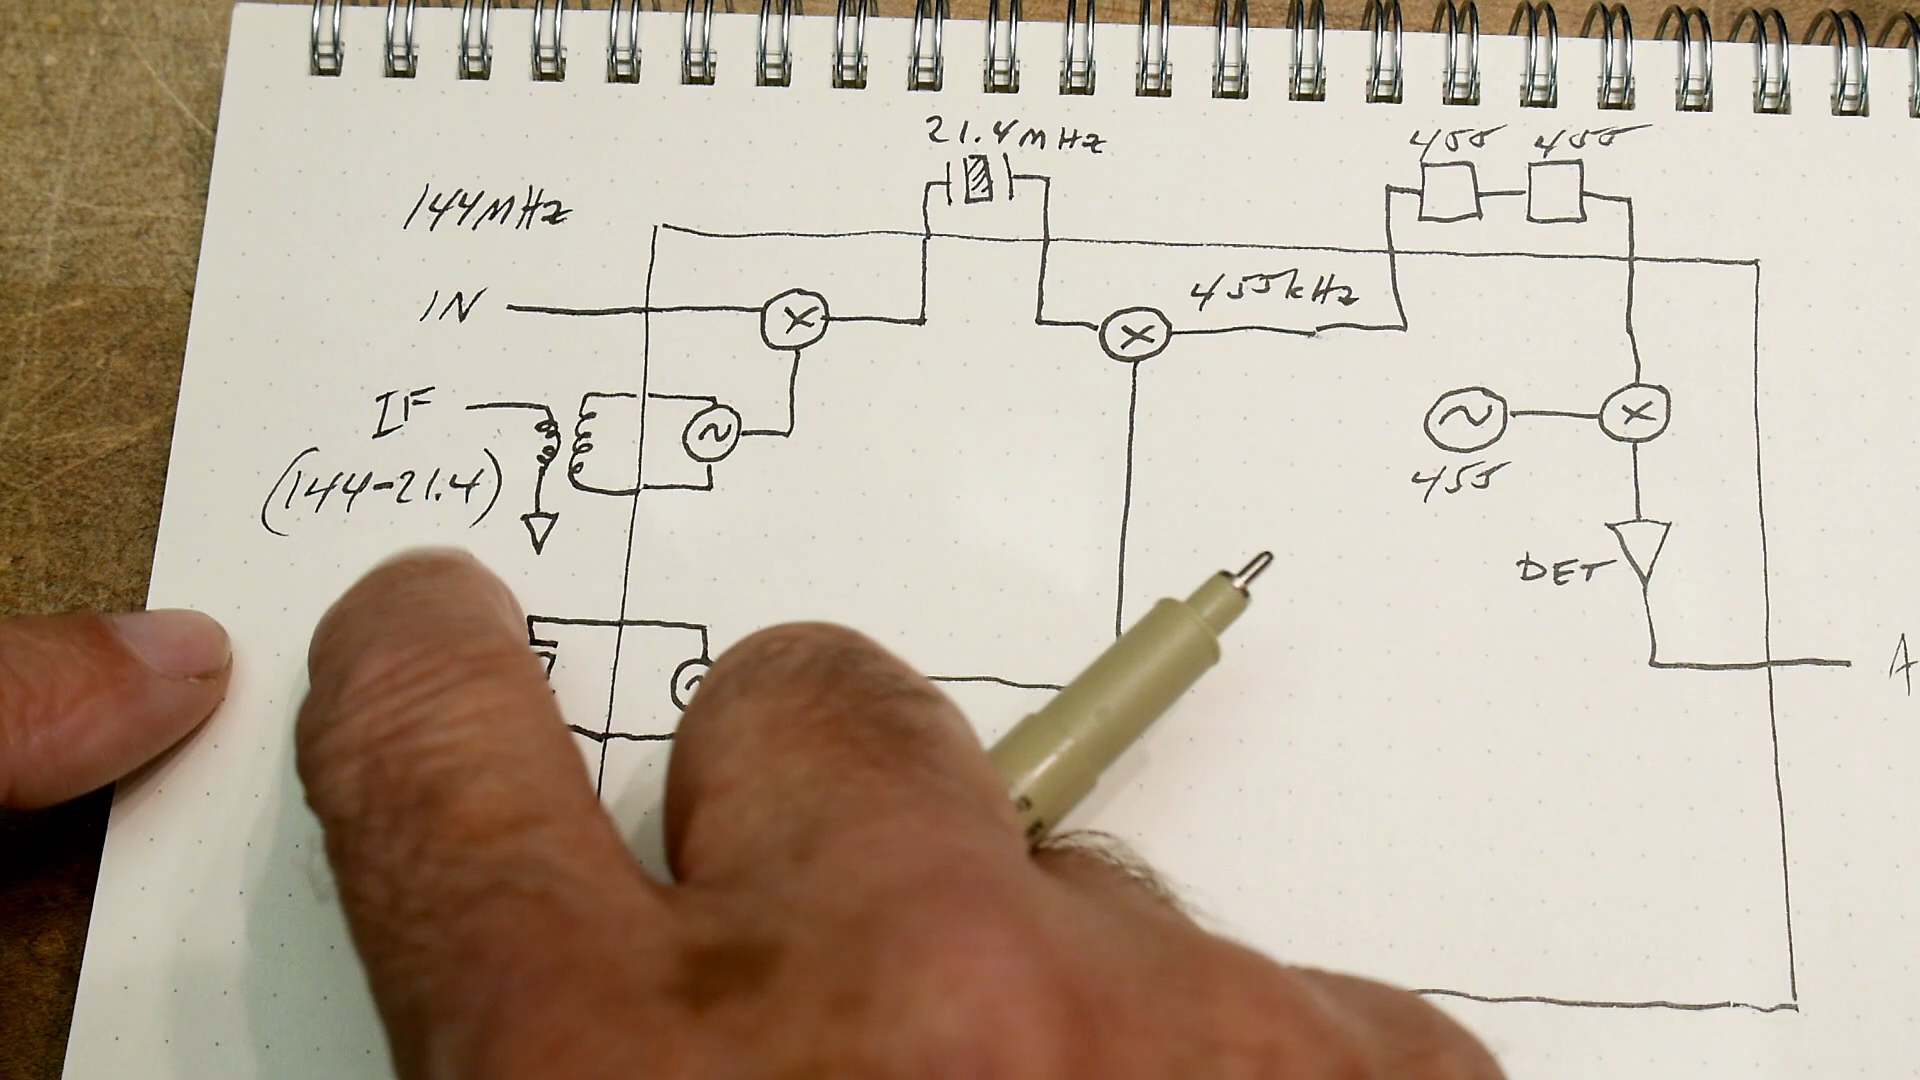 21.4MHz
455 455
144MHz
455kHz
IN
IF
(144-21.4)
455
DET
A